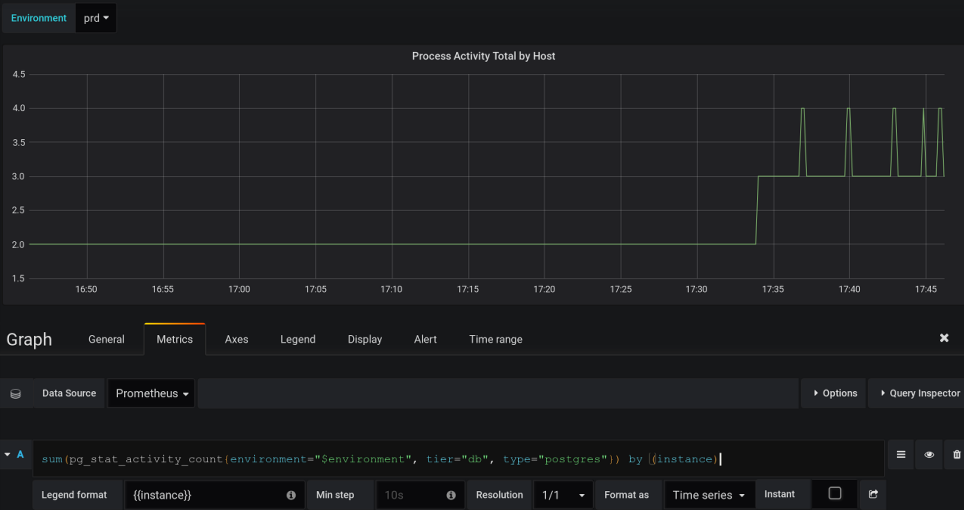 Environment prd
Process Activity Total by Host
4.5
4.0
3.5
3.0
2.5
2.0
1.5
16:50 16:55 17:00 17:05 17:10 17:15 17:20 17:25 17:30 17:35 17:40 17:45
Graph General Metrics Axes Legend Display Alert Time range
Data Source Prometheus Options Query Inspector
A sum(pg_stat_activity_count{environment="$environment", tier="db", type="postgres"}) by (instance)
Legend format {{instance}} Min step 10s Resolution 1/1 Format as Time series Instant